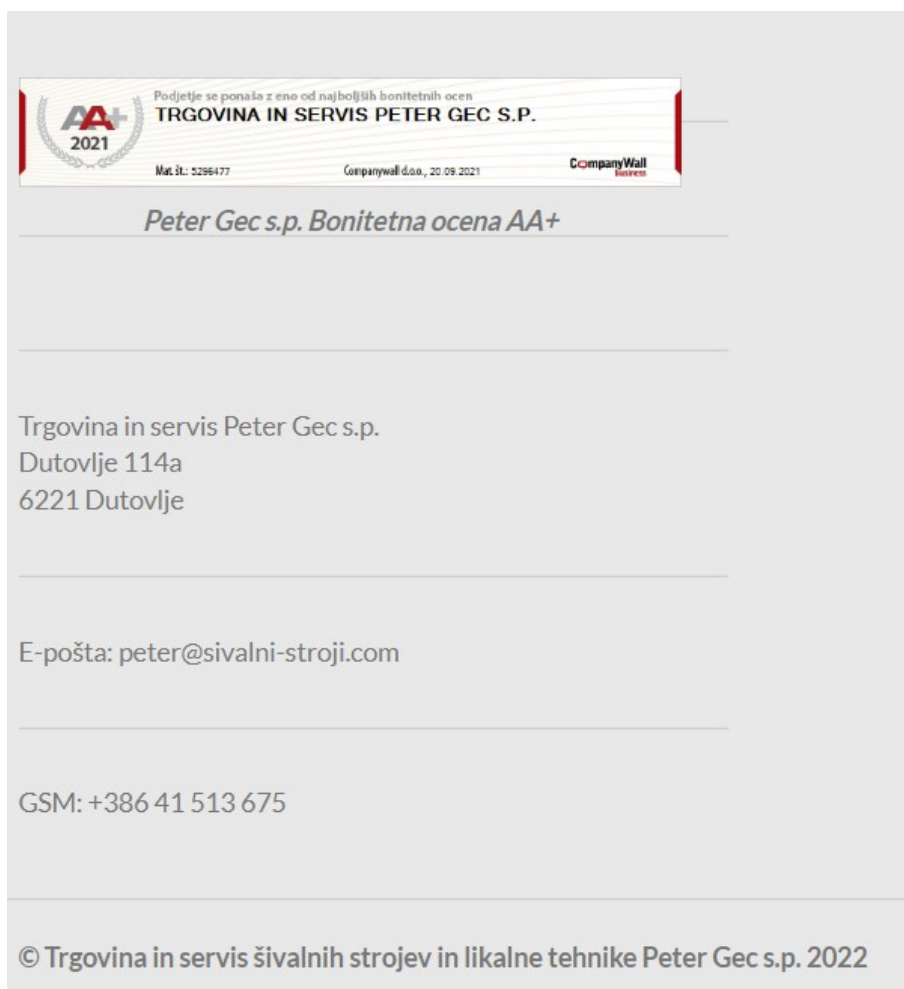 AA+
2021
Podjetje se ponaša z eno od najboljših bonitetnih ocen
TRGOVINA IN SERVIS PETER GEC S.P.
Mat. št.: 5296477
Companywall d.o.o., 20.09.2021
CompanyWall
Business
Peter Gec s.p. Bonitetna ocena AA+
Trgovina in servis Peter Gec s.p.
Dutovlje 114a
6221 Dutovlje
E-pošta: peter@sivalni-stroji.com
GSM: +386 41 513 675
© Trgovina in servis šivalnih strojev in likalne tehnike Peter Gec s.p. 2022